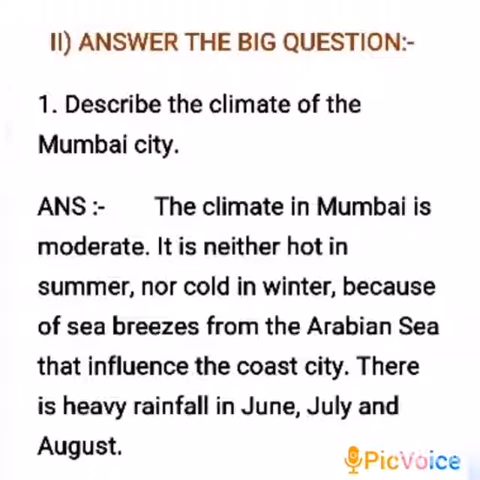 II) ANSWER THE BIG QUESTION:-
1. Describe the climate of the
Mumbai city.
ANS :- The climate in Mumbai is
moderate. It is neither hot in
summer, nor cold in winter, because
of sea breezes from the Arabian Sea
that influence the coast city. There
is heavy rainfall in June, July and
August.
PicVoice